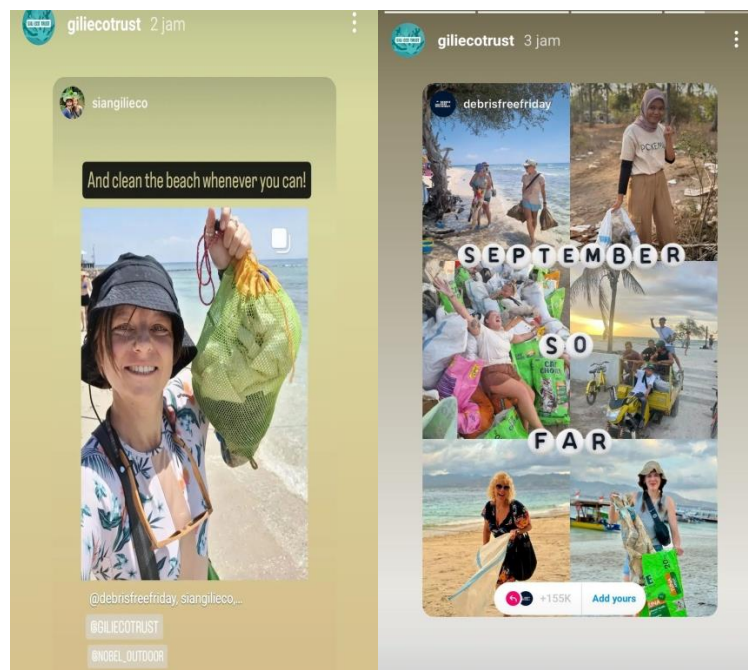 giliecotrust 2 jam
siangilieco
And clean the beach whenever you can!
@debrisfreefriday, siangilieco,...
@GILIECOTRUST
@NOBEL_OUTDOOR
giliecotrust 3 jam
debrisfreefriday
SEPTEMBER
SO
FAR
+155K Add yours